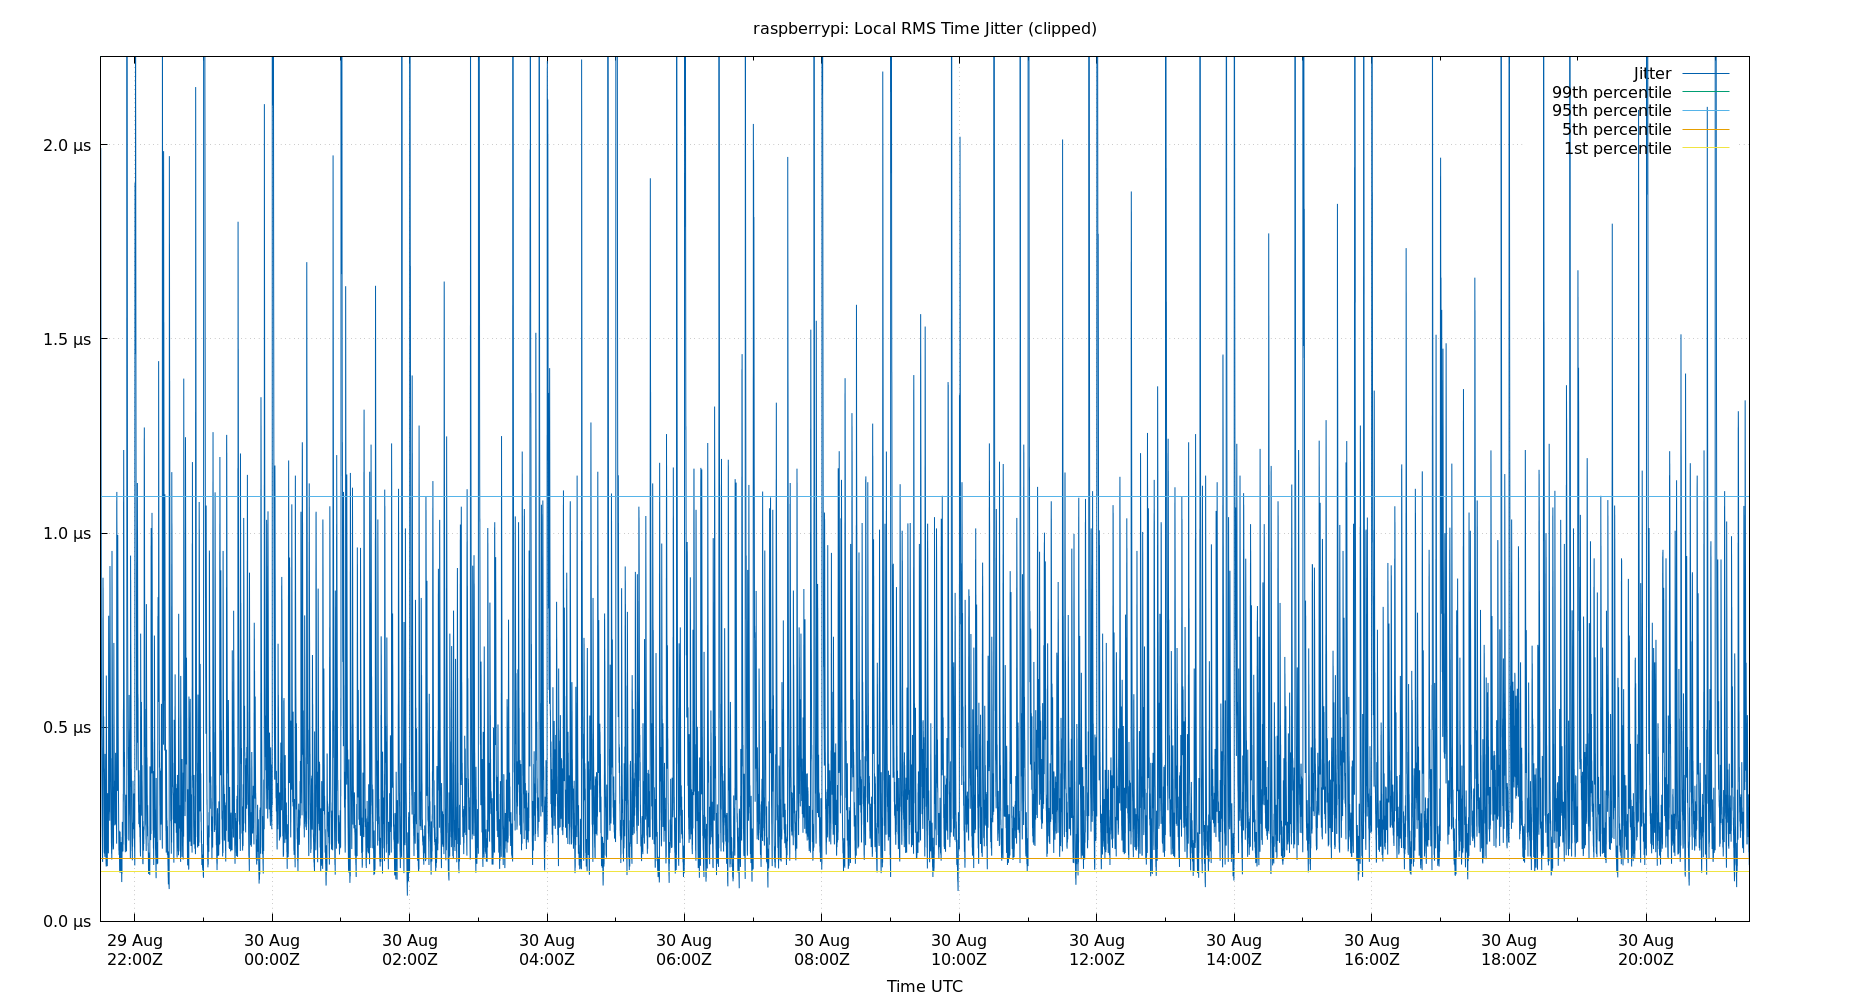 raspberrypi: Local RMS Time Jitter (clipped)
Jitter
99th percentile
95th percentile
5th percentile
1st percentile
2.0 µs
1.5 µs
1.0 µs
0.5 µs
0.0 µs
29 Aug 30 Aug 30 Aug 30 Aug 30 Aug 30 Aug 30 Aug 30 Aug 30 Aug 30 Aug 30 Aug 30 Aug
22:00Z 00:00Z 02:00Z 04:00Z 06:00Z 08:00Z 10:00Z 12:00Z 14:00Z 16:00Z 18:00Z 20:00Z
Time UTC